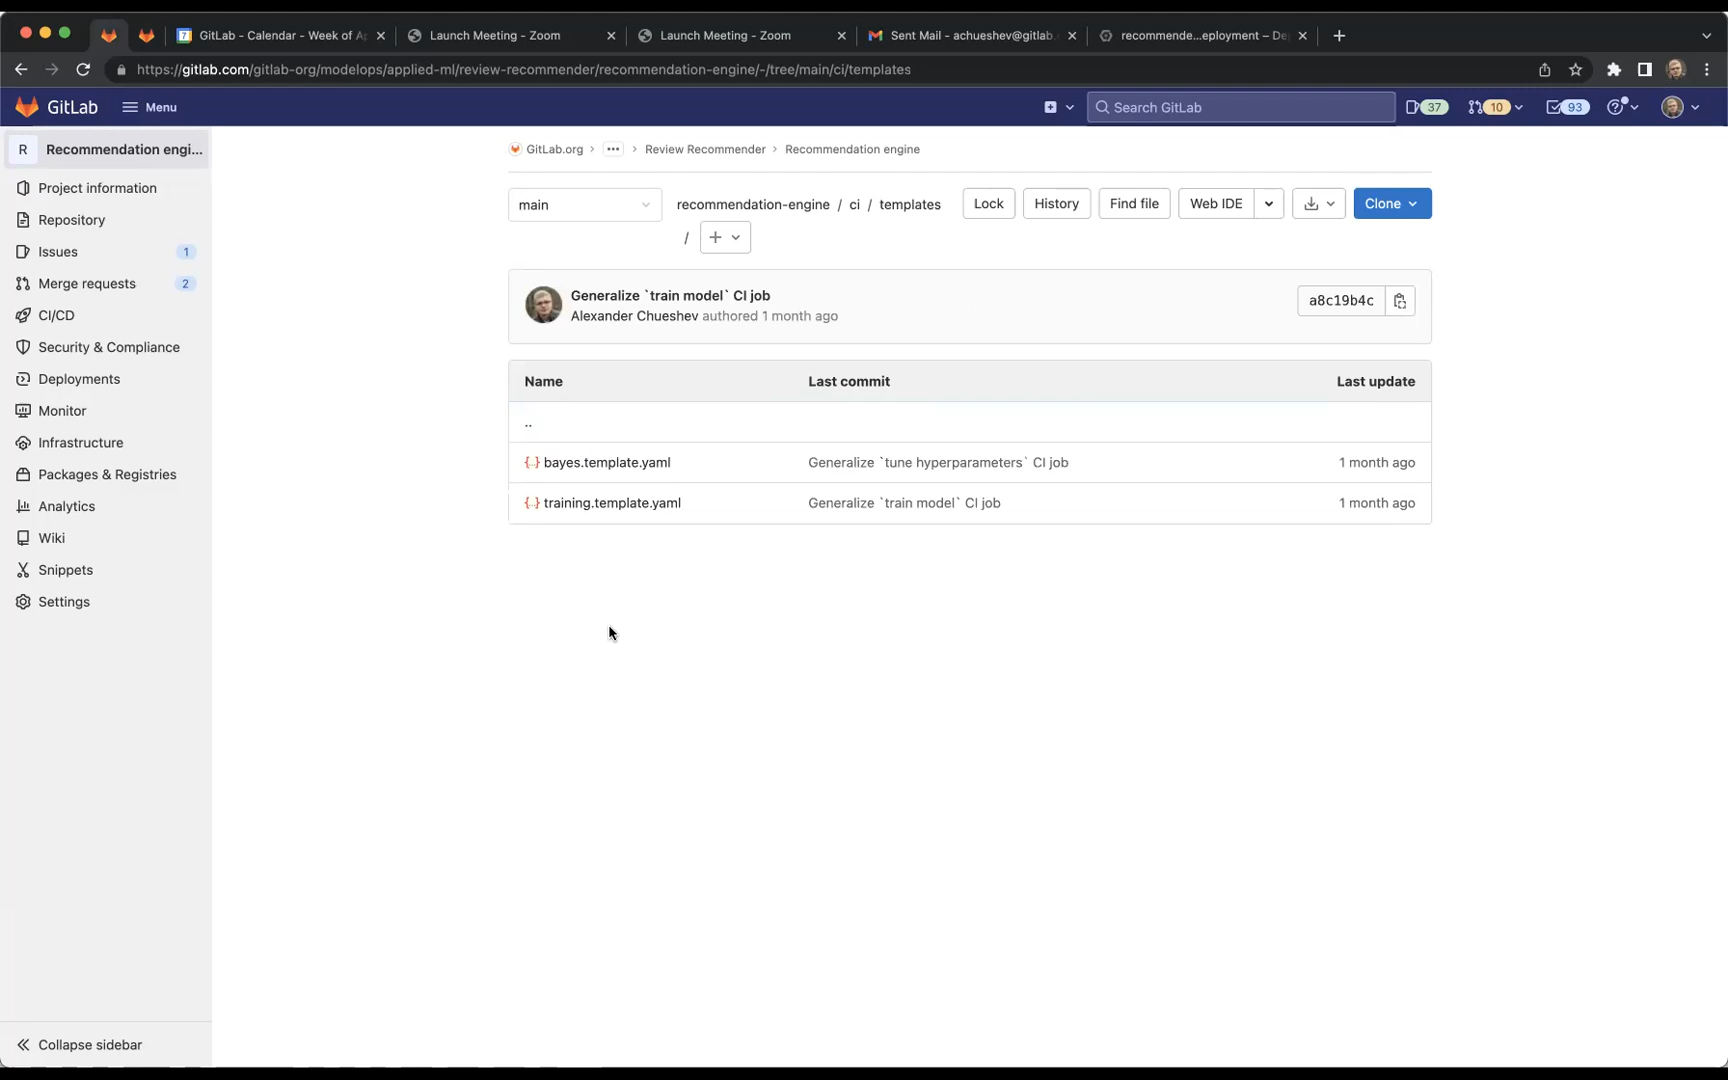 GitLab - Calendar - Week of A
Launch Meeting - Zoom
Launch Meeting - Zoom
Sent Mail - achueshev@gitlab.
recommende...eployment – De
https://gitlab.com/gitlab-org/modelops/applied-ml/review-recommender/recommendation-engine/-/tree/main/ci/templates
GitLab
Menu
Search GitLab
37
10
93
R
Recommendation engi...
Project information
Repository
Issues
1
Merge requests
2
CI/CD
Security & Compliance
Deployments
Monitor
Infrastructure
Packages & Registries
Analytics
Wiki
Snippets
Settings
Collapse sidebar
GitLab.org > ... > Review Recommender > Recommendation engine
main
recommendation-engine / ci / templates
/ +
Lock
History
Find file
Web IDE
Clone
Generalize `train model` CI job
Alexander Chueshev authored 1 month ago
a8c19b4c
Name Last commit Last update
..
bayes.template.yaml Generalize `tune hyperparameters` CI job 1 month ago
training.template.yaml Generalize `train model` CI job 1 month ago